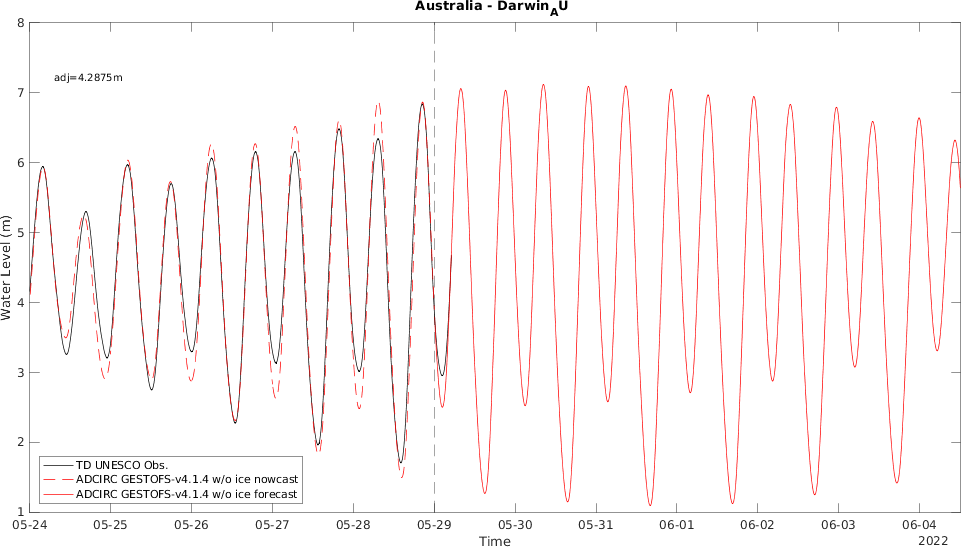 Australia - Darwin_AU
8
adj=4.2875m
7
6
5
Water Level (m)
4
3
2
TD UNESCO Obs.
ADCIRC GESTOFS-v4.1.4 w/o ice nowcast
ADCIRC GESTOFS-v4.1.4 w/o ice forecast
1
05-24 05-25 05-26 05-27 05-28 05-29 05-30 05-31 06-01 06-02 06-03 06-04
Time
2022